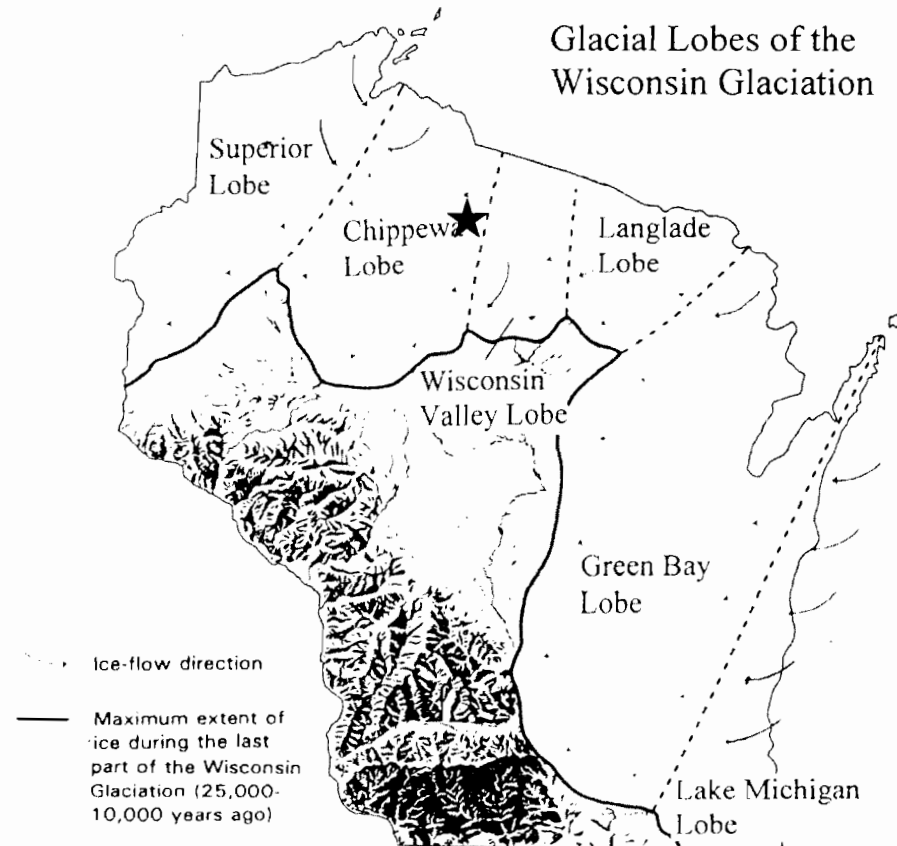 Glacial Lobes of the
Wisconsin Glaciation
Superior
Lobe
Chippewa
Lobe
Langlade
Lobe
Wisconsin
Valley Lobe
Green Bay
Lobe
Ice-flow direction
Maximum extent of
ice during the last
part of the Wisconsin
Glaciation (25,000-
10,000 years ago)
Lake Michigan
Lobe